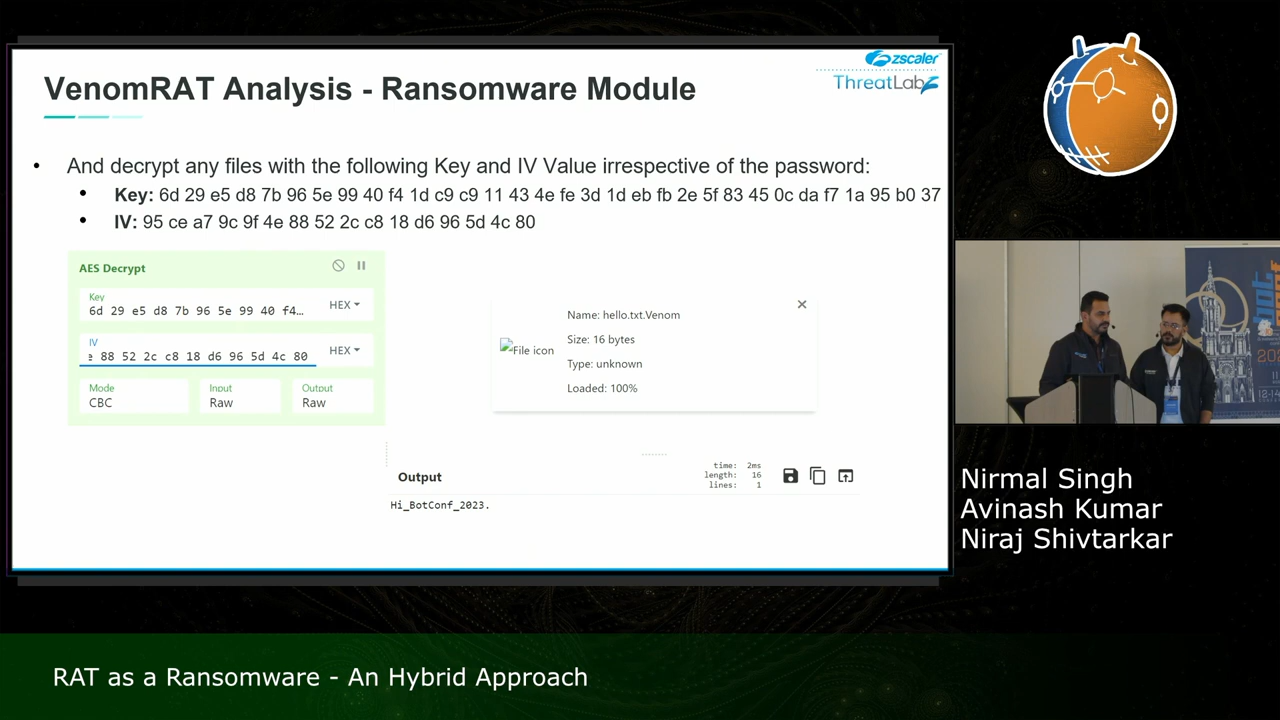 VenomRAT Analysis - Ransomware Module
zscaler
ThreatLabz
• And decrypt any files with the following Key and IV Value irrespective of the password:
• Key: 6d 29 e5 d8 7b 96 5e 99 40 f4 1d c9 c9 11 43 4e fe 3d 1d eb fb 2e 5f 83 45 0c da f7 1a 95 b0 37
• IV: 95 ce a7 9c 9f 4e 88 52 2c c8 18 d6 96 5d 4c 80
AES Decrypt
Key
6d 29 e5 d8 7b 96 5e 99 40 f4…
HEX
IV
e 88 52 2c c8 18 d6 96 5d 4c 80
HEX
Mode
CBC
Input
Raw
Output
Raw
File icon
Name: hello.txt.Venom
Size: 16 bytes
Type: unknown
Loaded: 100%
Output
time: 2ms
length: 16
lines: 1
Hi_BotConf_2023.
Nirmal Singh
Avinash Kumar
Niraj Shivtarkar
RAT as a Ransomware - An Hybrid Approach